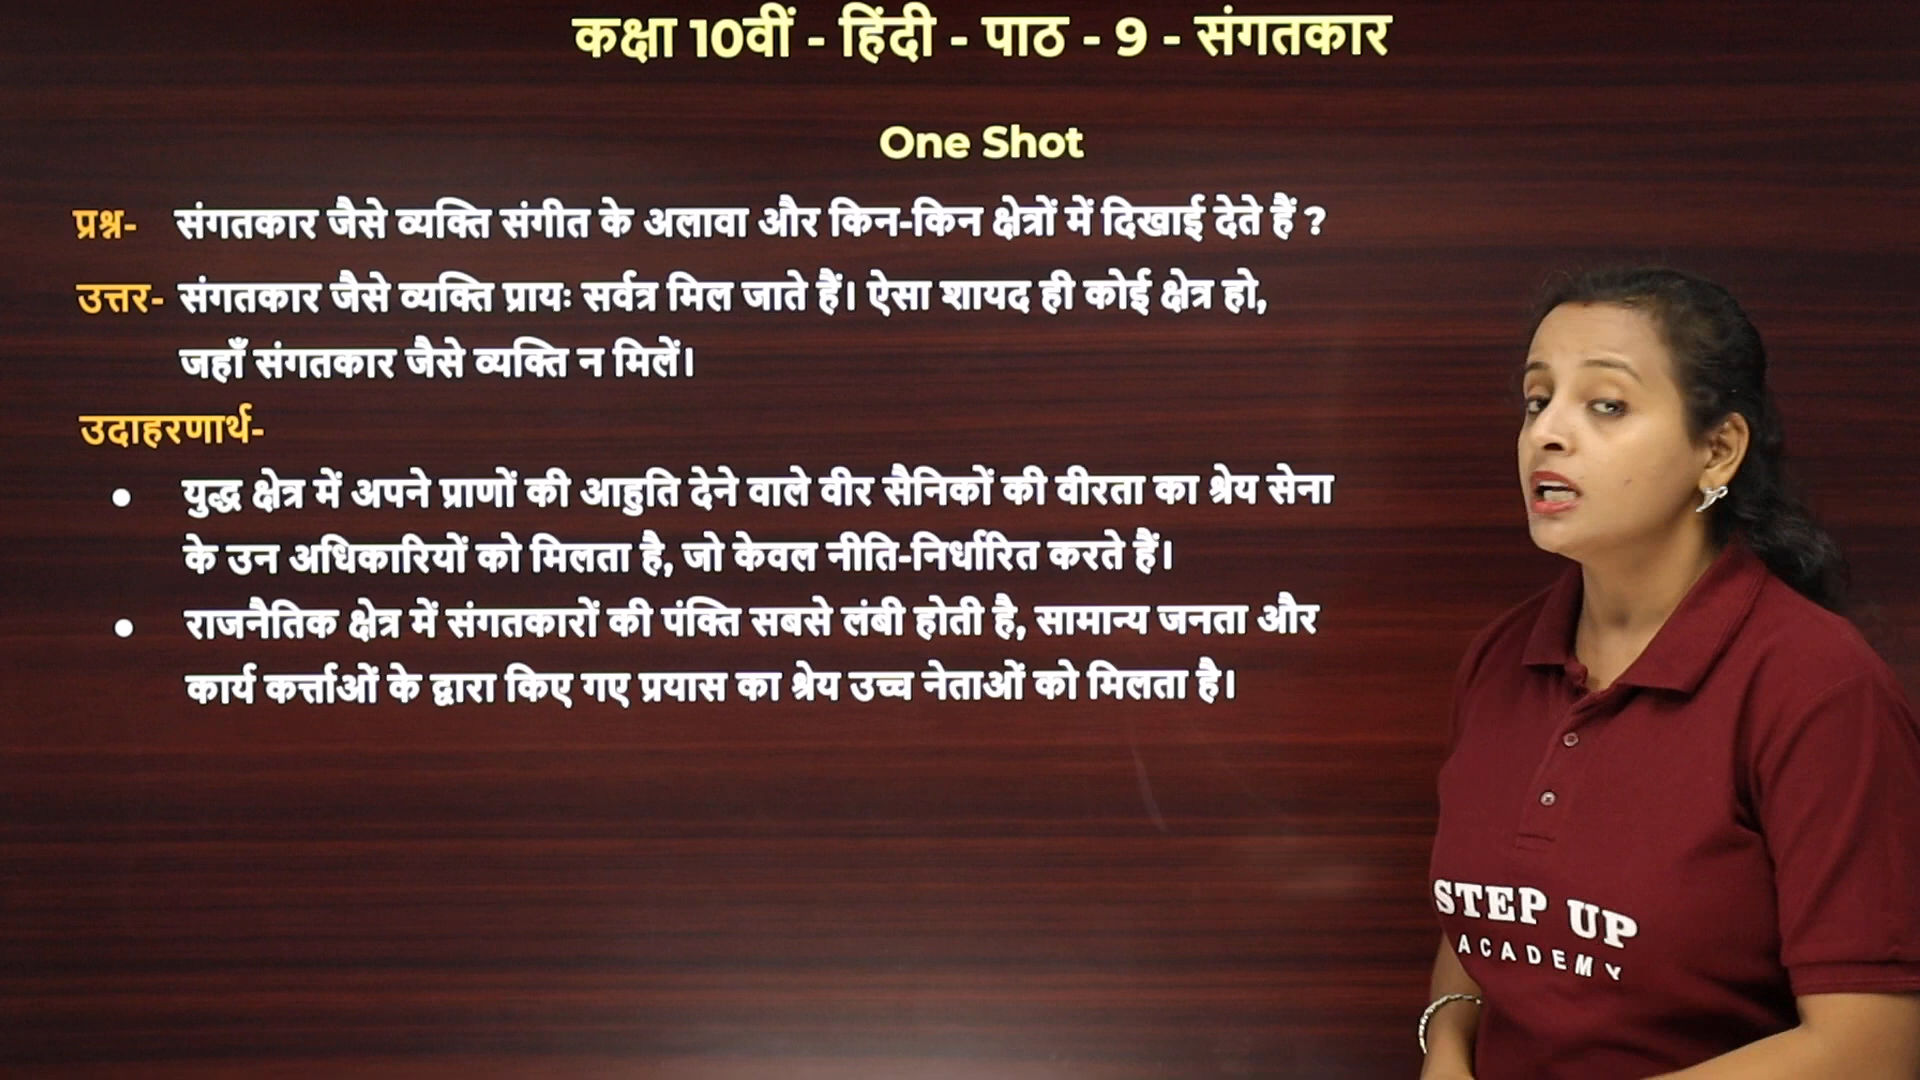 कक्षा 10वीं - हिंदी - पाठ - 9 - संगतकार
One Shot
प्रश्न- संगतकार जैसे व्यक्ति संगीत के अलावा और किन-किन क्षेत्रों में दिखाई देते हैं ?
उत्तर- संगतकार जैसे व्यक्ति प्रायः सर्वत्र मिल जाते हैं। ऐसा शायद ही कोई क्षेत्र हो,
जहाँ संगतकार जैसे व्यक्ति न मिलें।
उदाहरणार्थ-
• युद्ध क्षेत्र में अपने प्राणों की आहुति देने वाले वीर सैनिकों की वीरता का श्रेय सेना
के उन अधिकारियों को मिलता है, जो केवल नीति-निर्धारित करते हैं।
• राजनैतिक क्षेत्र में संगतकारों की पंक्ति सबसे लंबी होती है, सामान्य जनता और
कार्य कर्त्ताओं के द्वारा किए गए प्रयास का श्रेय उच्च नेताओं को मिलता है।
STEP UP
ACADEMY